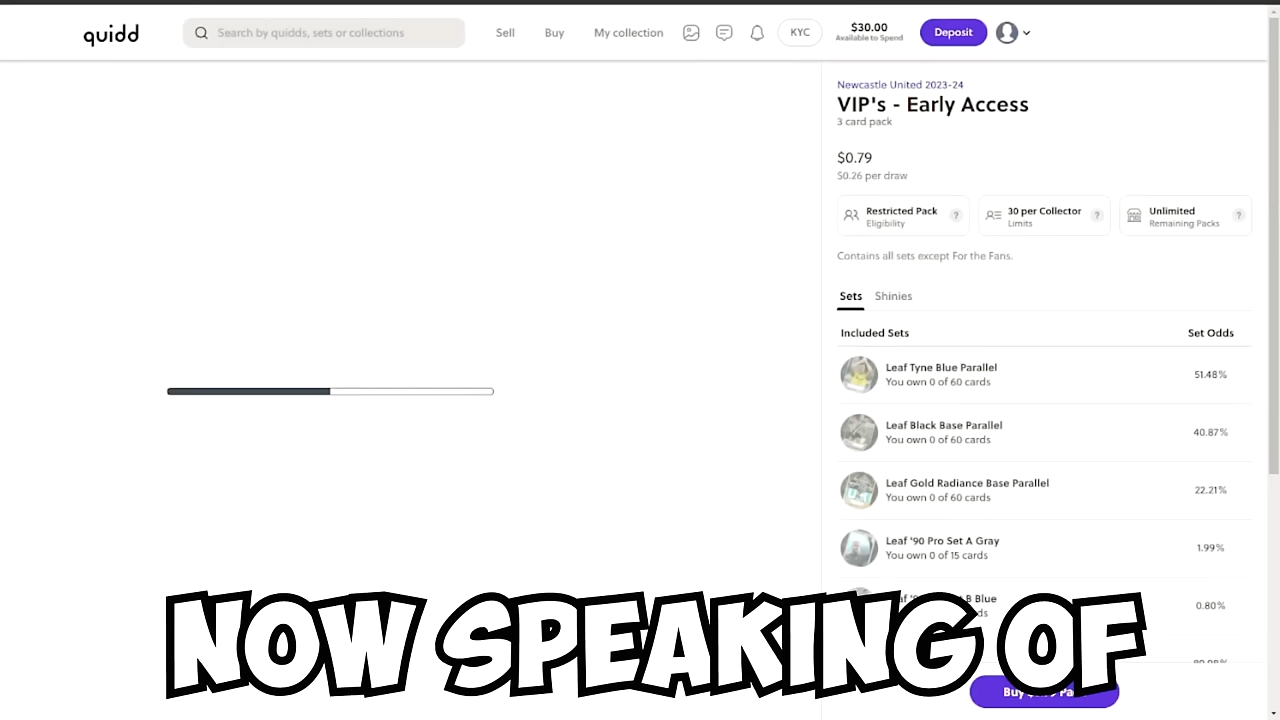 quidd
Search by quidds, sets or collections
Sell
Buy
My collection
KYC
$30.00
Available to Spend
Deposit
Newcastle United 2023-24
VIP's - Early Access
3 card pack
$0.79
$0.26 per draw
Restricted Pack ?
Eligibility
30 per Collector ?
Limits
Unlimited ?
Remaining Packs
Contains all sets except For the Fans.
Sets Shinies
Included Sets Set Odds
Leaf Tyne Blue Parallel
You own 0 of 60 cards
51.48%
Leaf Black Base Parallel
You own 0 of 60 cards
40.87%
Leaf Gold Radiance Base Parallel
You own 0 of 60 cards
22.21%
Leaf '90 Pro Set A Gray
You own 0 of 15 cards
1.99%
B Blue
0.80%
Buy
NOW SPEAKING OF